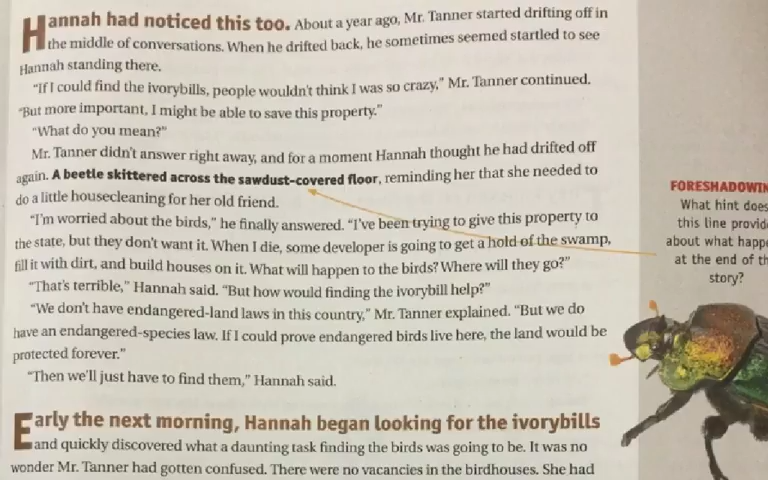 Hannah had noticed this too. About a year ago, Mr. Tanner started drifting off in
the middle of conversations. When he drifted back, he sometimes seemed startled to see
Hannah standing there.
"If I could find the ivorybills, people wouldn't think I was so crazy," Mr. Tanner continued.
"But more important, I might be able to save this property."
"What do you mean?"
Mr. Tanner didn't answer right away, and for a moment Hannah thought he had drifted off
again. A beetle skittered across the sawdust-covered floor, reminding her that she needed to
do a little housecleaning for her old friend.
"I'm worried about the birds," he finally answered. "I've been trying to give this property to
the state, but they don't want it. When I die, some developer is going to get a hold of the swamp,
fill it with dirt, and build houses on it. What will happen to the birds? Where will they go?"
"That's terrible," Hannah said. "But how would finding the ivorybill help?"
"We don't have endangered-land laws in this country," Mr. Tanner explained. "But we do
have an endangered-species law. If I could prove endangered birds live here, the land would be
protected forever."
"Then we'll just have to find them," Hannah said.
Early the next morning, Hannah began looking for the ivorybills
and quickly discovered what a daunting task finding the birds was going to be. It was no
wonder Mr. Tanner had gotten confused. There were no vacancies in the birdhouses. She had
FORESHADOWIN
What hint does
this line provid
about what happ
at the end of th
story?